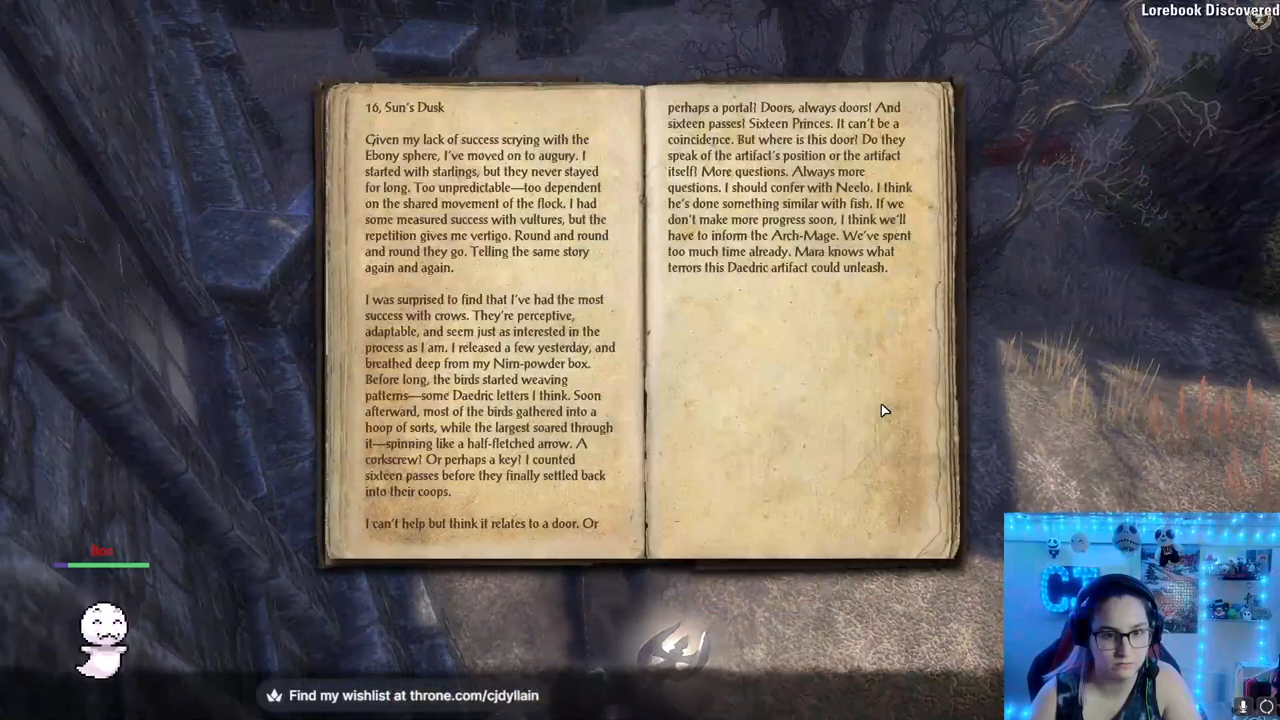 Lorebook Discovered
16, Sun's Dusk
Given my lack of success scrying with the
Ebony sphere, I've moved on to augury. I
started with starlings, but they never stayed
for long. Too unpredictable—too dependent
on the shared movement of the flock. I had
some measured success with vultures, but the
repetition gives me vertigo. Round and round
and round they go. Telling the same story
again and again.
I was surprised to find that I've had the most
success with crows. They're perceptive,
adaptable, and seem just as interested in the
process as I am. I released a few yesterday, and
breathed deep from my Nirn-powder box.
Before long, the birds started weaving
patterns—some Daedric letters I think. Soon
afterward, most of the birds gathered into a
hoop of sorts, while the largest soared through
it—spinning like a half-fletched arrow. A
corkscrew? Or perhaps a key? I counted
sixteen passes before they finally settled back
into their coops.
I can't help but think it relates to a door. Or
perhaps a portal? Doors, always doors! And
sixteen passes? Sixteen Princes. It can't be a
coincidence. But where is this door? Do they
speak of the artifact's position or the artifact
itself? More questions. Always more
questions. I should confer with Neelo. I think
he's done something similar with fish. If we
don't make more progress soon, I think we'll
have to inform the Arch-Mage. We've spent
too much time already. Mara knows what
terrors this Daedric artifact could unleash.
Boo
CJ
Find my wishlist at throne.com/cjdyllain